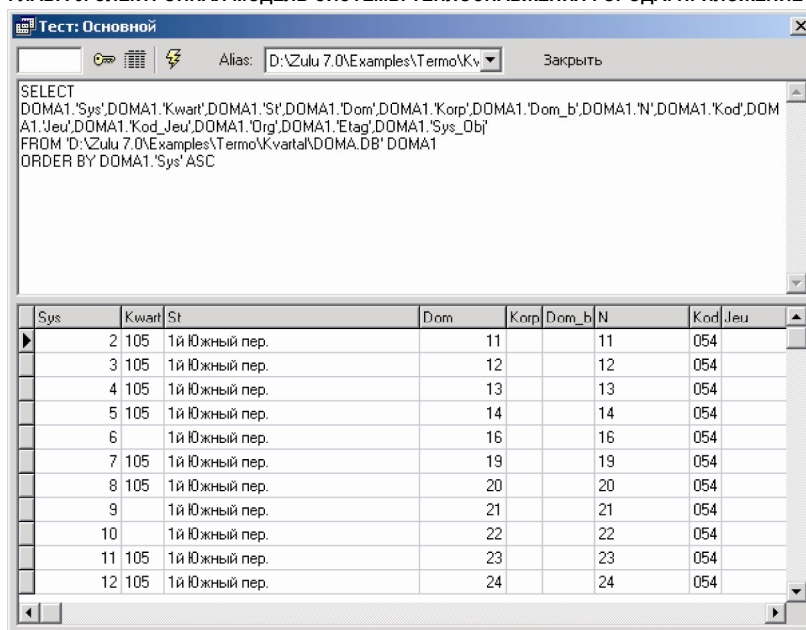 Тест: Основной
Alias: D:\Zulu 7.0\Examples\Termo\Kv Закрыть
SELECT
DOMA1.'Sys',DOMA1.'Kwart',DOMA1.'St',DOMA1.'Dom',DOMA1.'Korp',DOMA1.'Dom_b',DOMA1.'N',DOMA1.'Kod',DOM
A1.'Jeu',DOMA1.'Kod_Jeu',DOMA1.'Org',DOMA1.'Etag',DOMA1.'Sys_Obj'
FROM 'D:\Zulu 7.0\Examples\Termo\Kvartal\DOMA.DB' DOMA1
ORDER BY DOMA1.'Sys' ASC
Sys Kwart St Dom Korp Dom_b N Kod Jeu
2 105 1й Южный пер. 11 11 054
3 105 1й Южный пер. 12 12 054
4 105 1й Южный пер. 13 13 054
5 105 1й Южный пер. 14 14 054
6 1й Южный пер. 16 16 054
7 105 1й Южный пер. 19 19 054
8 105 1й Южный пер. 20 20 054
9 1й Южный пер. 21 21 054
10 1й Южный пер. 22 22 054
11 105 1й Южный пер. 23 23 054
12 105 1й Южный пер. 24 24 054